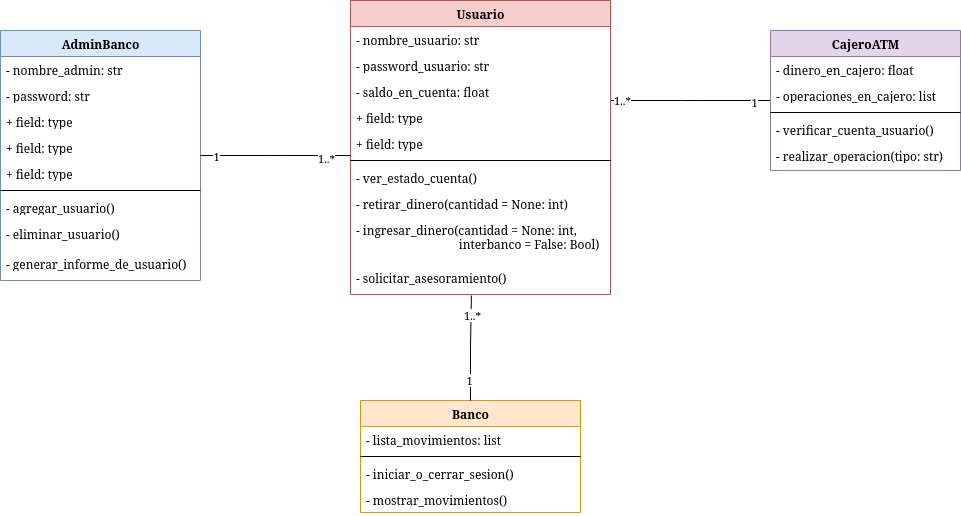 AdminBanco
- nombre_admin: str
- password: str
+ field: type
+ field: type
+ field: type
- agregar_usuario()
- eliminar_usuario()
- generar_informe_de_usuario()
1
1..*
Usuario
- nombre_usuario: str
- password_usuario: str
- saldo_en_cuenta: float
+ field: type
+ field: type
- ver_estado_cuenta()
- retirar_dinero(cantidad = None: int)
- ingresar_dinero(cantidad = None: int,
interbanco = False: Bool)
- solicitar_asesoramiento()
1..*
1
CajeroATM
- dinero_en_cajero: float
- operaciones_en_cajero: list
- verificar_cuenta_usuario()
- realizar_operacion(tipo: str)
1..*
1
Banco
- lista_movimientos: list
- iniciar_o_cerrar_sesion()
- mostrar_movimientos()